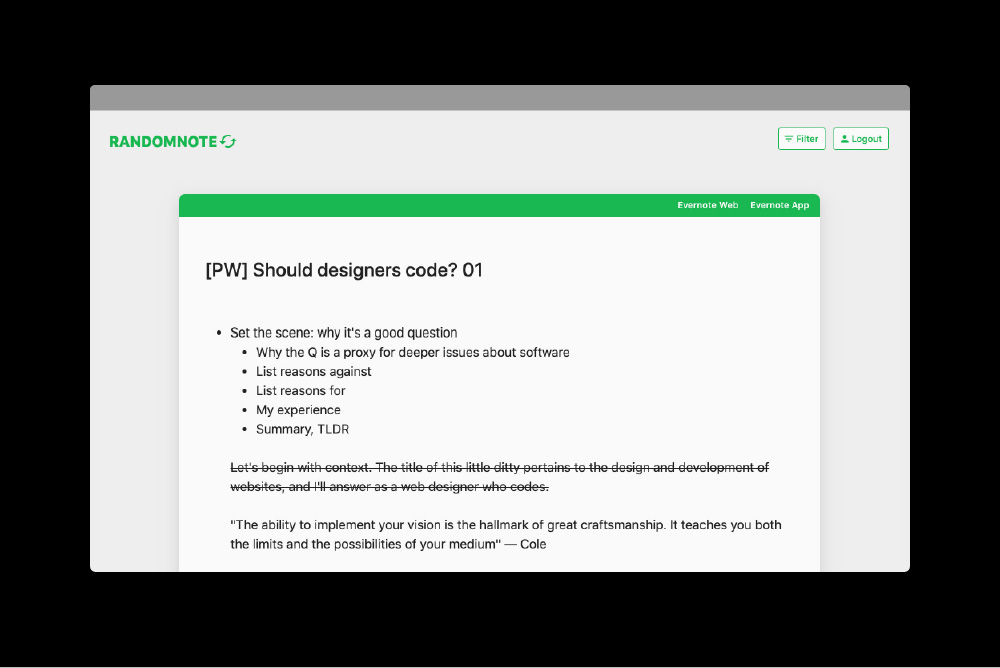 RANDOMNOTE
Filter
Logout
Evernote Web
Evernote App
[PW] Should designers code? 01
Set the scene: why it's a good question
Why the Q is a proxy for deeper issues about software
List reasons against
List reasons for
My experience
Summary, TLDR
Let's begin with context. The title of this little ditty pertains to the design and development of
websites, and I'll answer as a web designer who codes.
"The ability to implement your vision is the hallmark of great craftsmanship. It teaches you both
the limits and the possibilities of your medium" — Cole